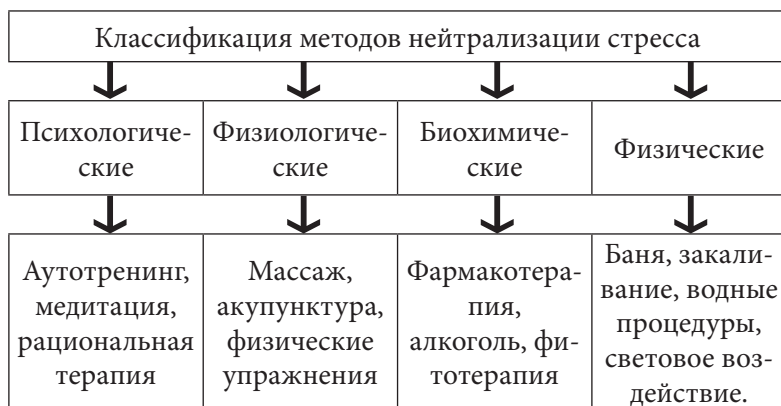 Классификация методов нейтрализации стресса
Психологиче-
ские
Физиологиче-
ские
Биохимиче-
ские
Физические
Аутотренинг,
медитация,
рациональная
терапия
Массаж,
акупунктура,
физические
упражнения
Фармакотера-
пия,
алкоголь, фи-
тотерапия
Баня, закали-
вание, водные
процедуры,
световое воз-
действие.